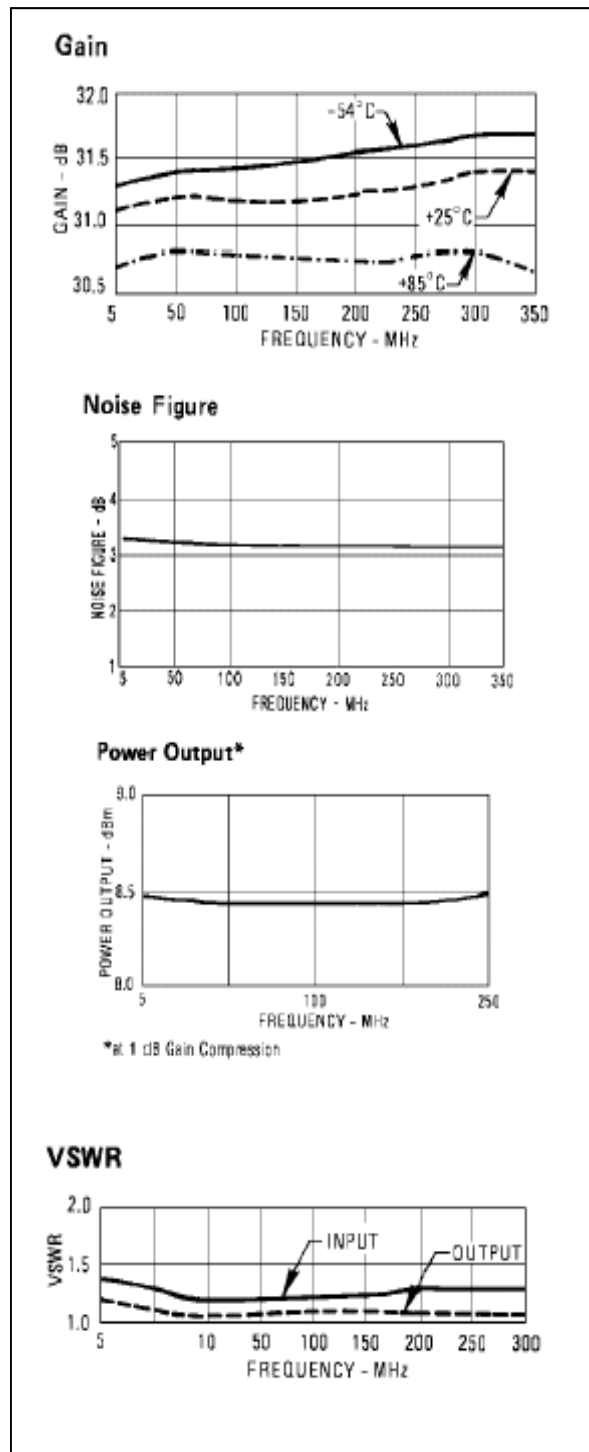 Gain
GAIN - dB
32.0
31.5
31.0
30.5
-54°C
+25°C
+85°C
5 50 100 150 200 250 300 350
FREQUENCY - MHz
Noise Figure
NOISE FIGURE - dB
5
4
3
2
1
5 50 100 150 200 250 300 350
FREQUENCY - MHz
Power Output*
POWER OUTPUT - dBm
9.0
8.5
8.0
5 100 250
FREQUENCY - MHz
*at 1 dB Gain Compression
VSWR
VSWR
2.0
1.5
1.0
INPUT
OUTPUT
5 10 50 100 150 200 250 300
FREQUENCY - MHz